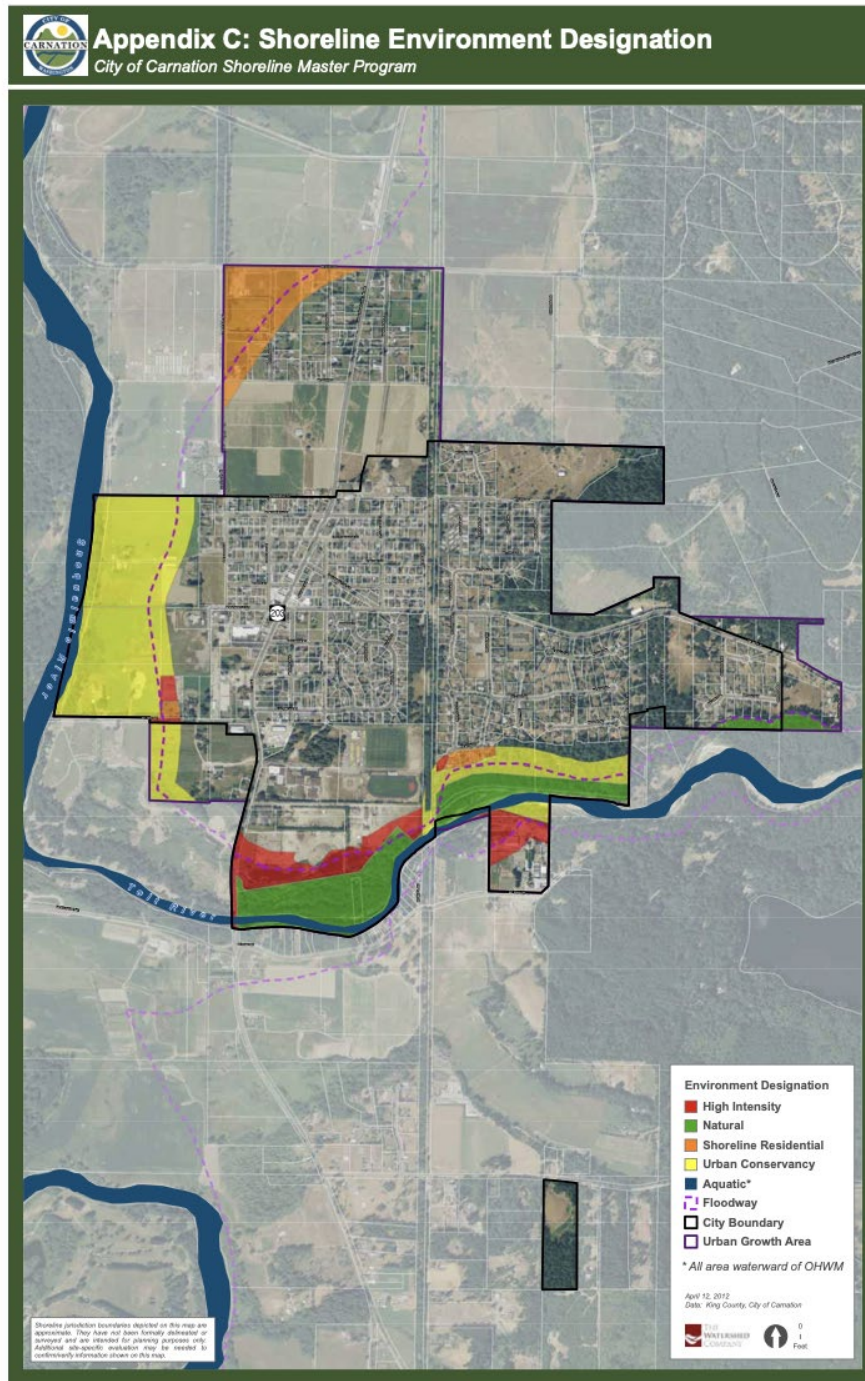 CITY OF
CARNATION
WASHINGTON
Appendix C: Shoreline Environment Designation
City of Carnation Shoreline Master Program
Snoqualmie River
203
Tolt River
Environment Designation
High Intensity
Natural
Shoreline Residential
Urban Conservancy
Aquatic*
Floodway
City Boundary
Urban Growth Area
* All area waterward of OHWM
April 12, 2012
Data: King County, City of Carnation
THE
WATERSHED
COMPANY
0
Feet
Shoreline jurisdiction boundaries depicted on this map are
approximate. They have not been formally delineated or
surveyed and are intended for planning purposes only.
Additional site-specific evaluation may be needed to
confirm/verify information shown on this map.